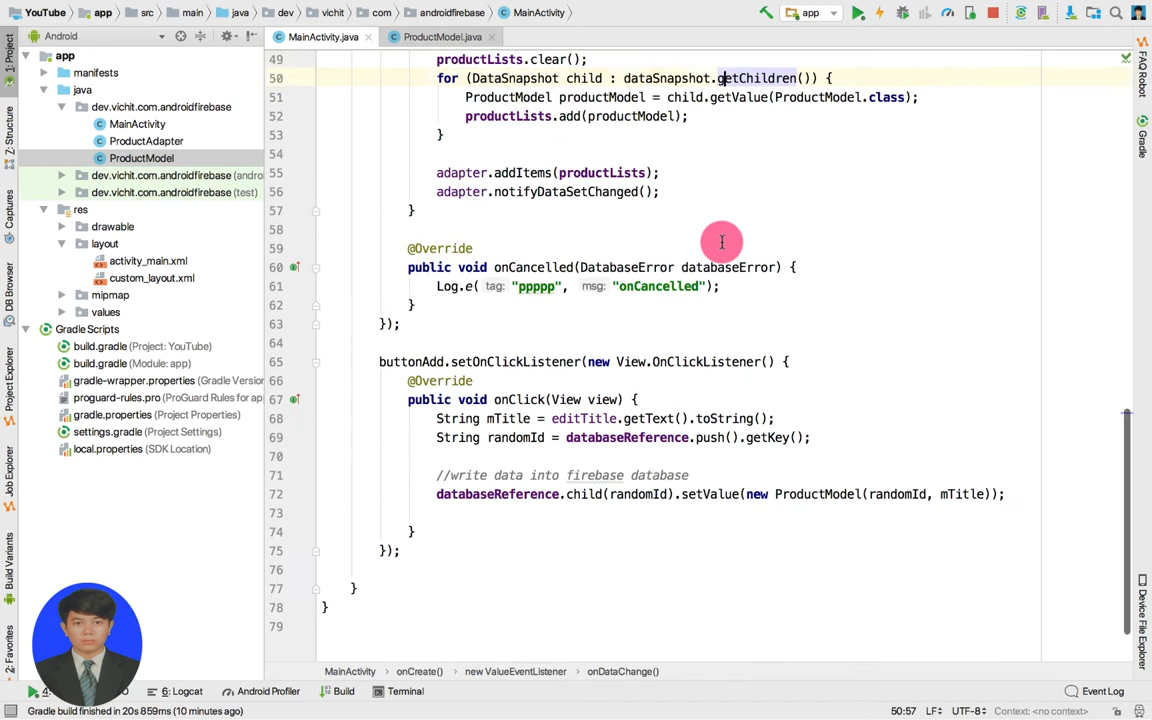 YouTube app src main java dev vichit com androidfirebase MainActivity app
Android MainActivity.java ProductModel.java
1: Project
7: Structure
Captures
DB Browser
Project Explorer
Job Explorer
Build Variants
2: Favorites
app
manifests
java
dev.vichit.com.androidfirebase
MainActivity
ProductAdapter
ProductModel
dev.vichit.com.androidfirebase (andro
dev.vichit.com.androidfirebase (test)
res
drawable
layout
activity_main.xml
custom_layout.xml
mipmap
values
Gradle Scripts
build.gradle (Project: YouTube)
build.gradle (Module: app)
gradle-wrapper.properties (Gradle Version
proguard-rules.pro (ProGuard Rules for ap
gradle.properties (Project Properties)
settings.gradle (Project Settings)
local.properties (SDK Location)
49 productLists.clear();
50 for (DataSnapshot child : dataSnapshot.getChildren()) {
51 ProductModel productModel = child.getValue(ProductModel.class);
52 productLists.add(productModel);
53 }
54
55 adapter.addItems(productLists);
56 adapter.notifyDataSetChanged();
57 }
58
59 @Override
60 public void onCancelled(DatabaseError databaseError) {
61 Log.e( tag: "ppppp", msg: "onCancelled");
62 }
63 });
64
65 buttonAdd.setOnClickListener(new View.OnClickListener() {
66 @Override
67 public void onClick(View view) {
68 String mTitle = editTitle.getText().toString();
69 String randomId = databaseReference.push().getKey();
70
71 //write data into firebase database
72 databaseReference.child(randomId).setValue(new ProductModel(randomId, mTitle));
73
74 }
75 });
76
77 }
78 }
79
FAQ Robot
Gradle
Device File Explorer
MainActivity onCreate() new ValueEventListener onDataChange()
4: 6: Logcat Android Profiler Build Terminal Event Log
Gradle build finished in 20s 859ms (10 minutes ago) 50:57 LF UTF-8 Context: <no context>